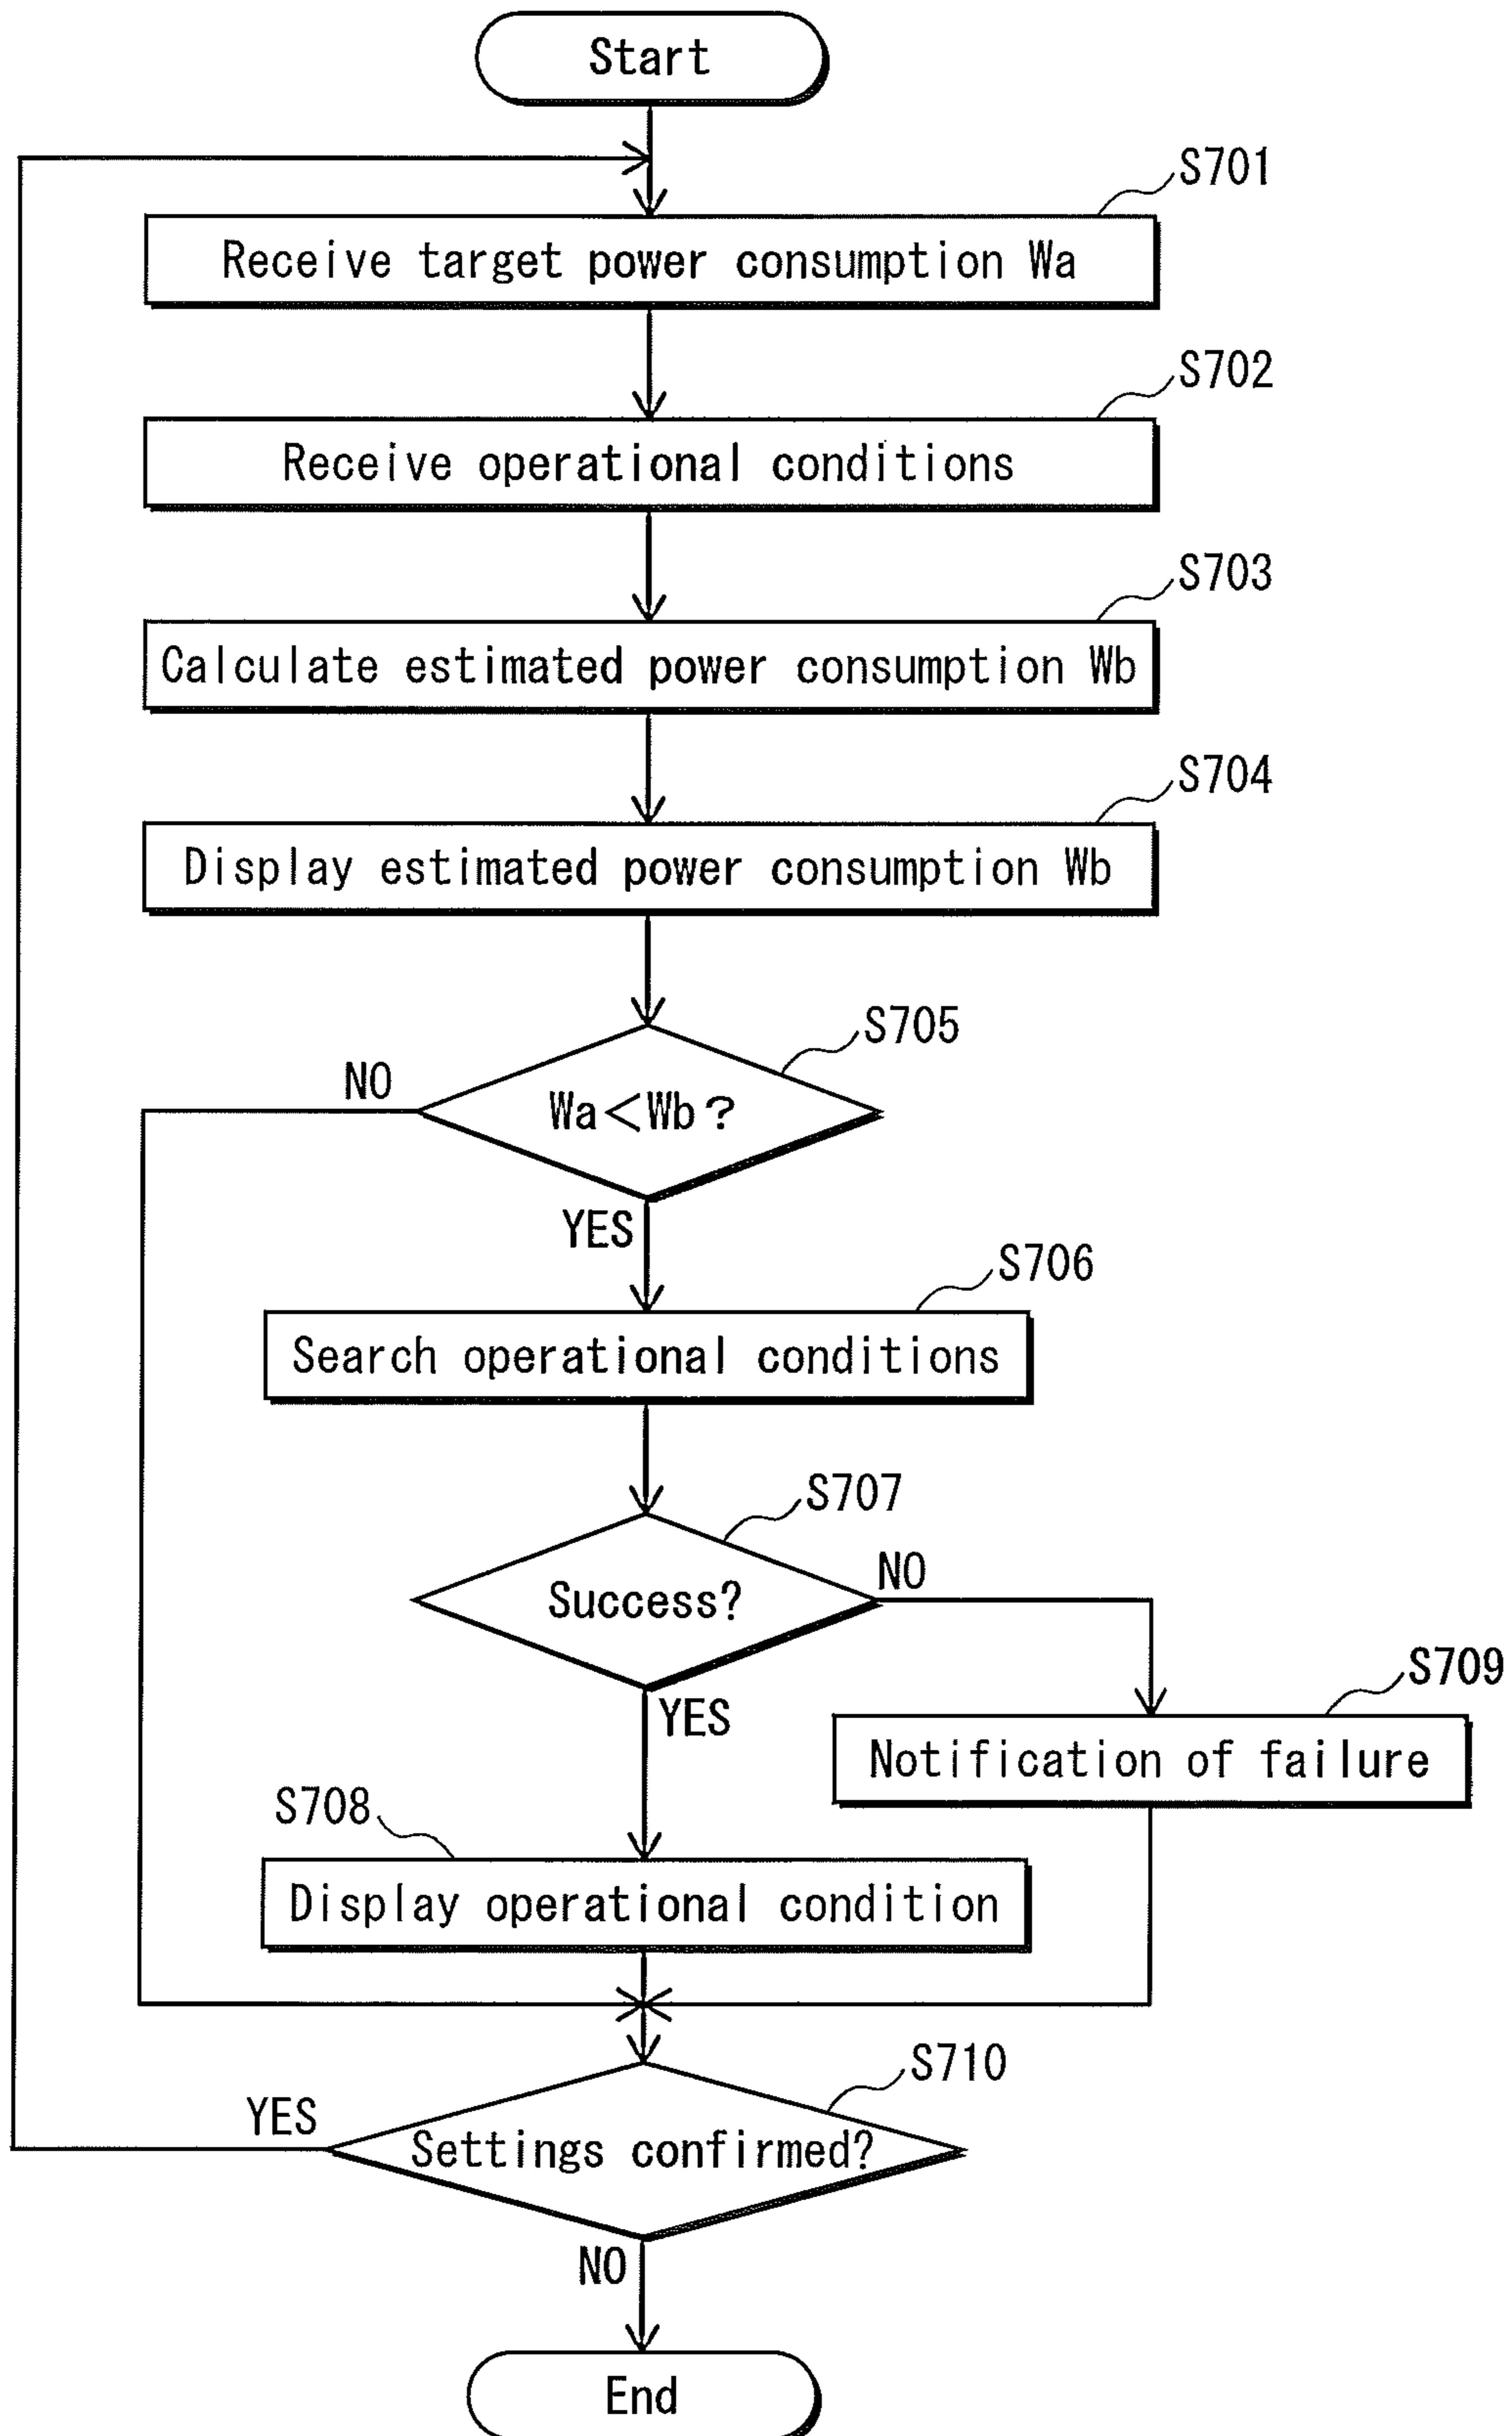 Start
S701
Receive target power consumption Wa
S702
Receive operational conditions
S703
Calculate estimated power consumption Wb
S704
Display estimated power consumption Wb
S705
NO
Wa<Wb?
YES
S706
Search operational conditions
S707
NO
Success?
YES
S709
Notification of failure
S708
Display operational condition
S710
YES
Settings confirmed?
NO
End